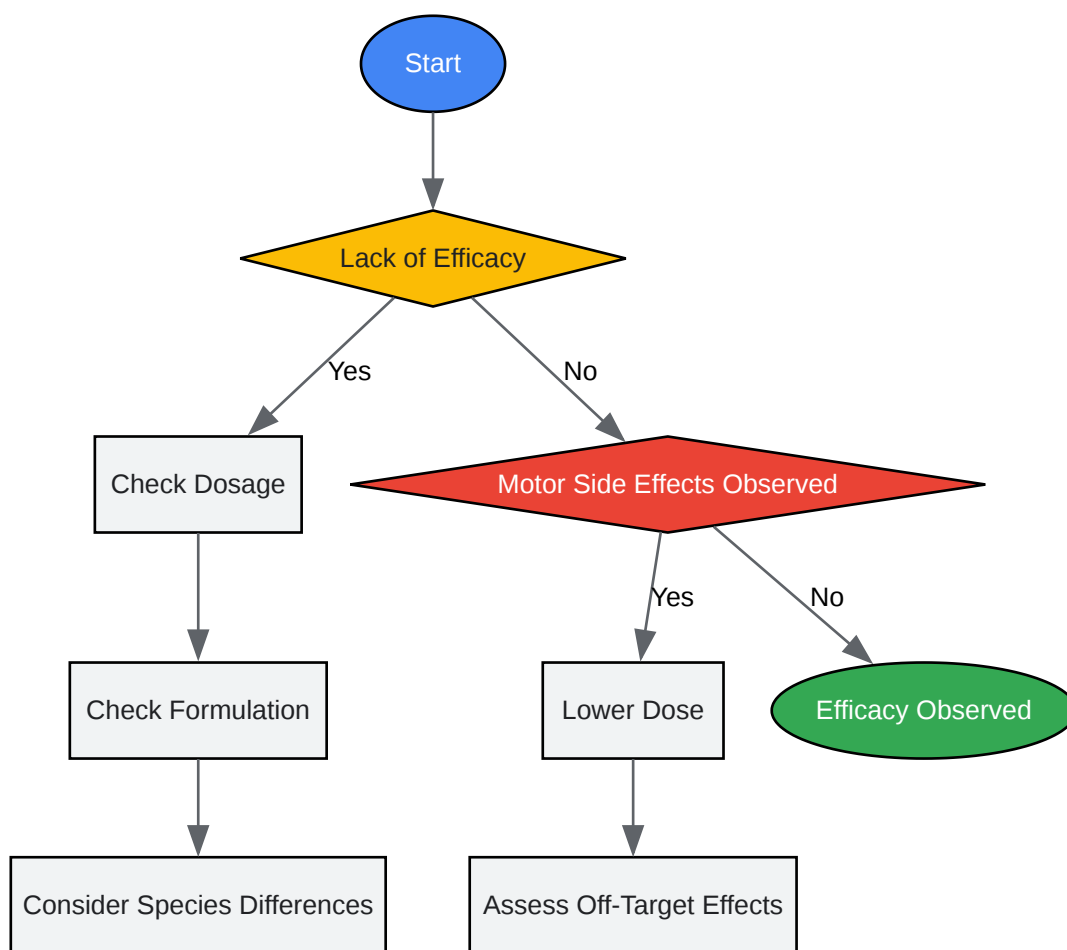 Start
Lack of Efficacy
Yes
No
Check Dosage
Motor Side Effects Observed
Yes
No
Check Formulation
Lower Dose
Efficacy Observed
Consider Species Differences
Assess Off-Target Effects